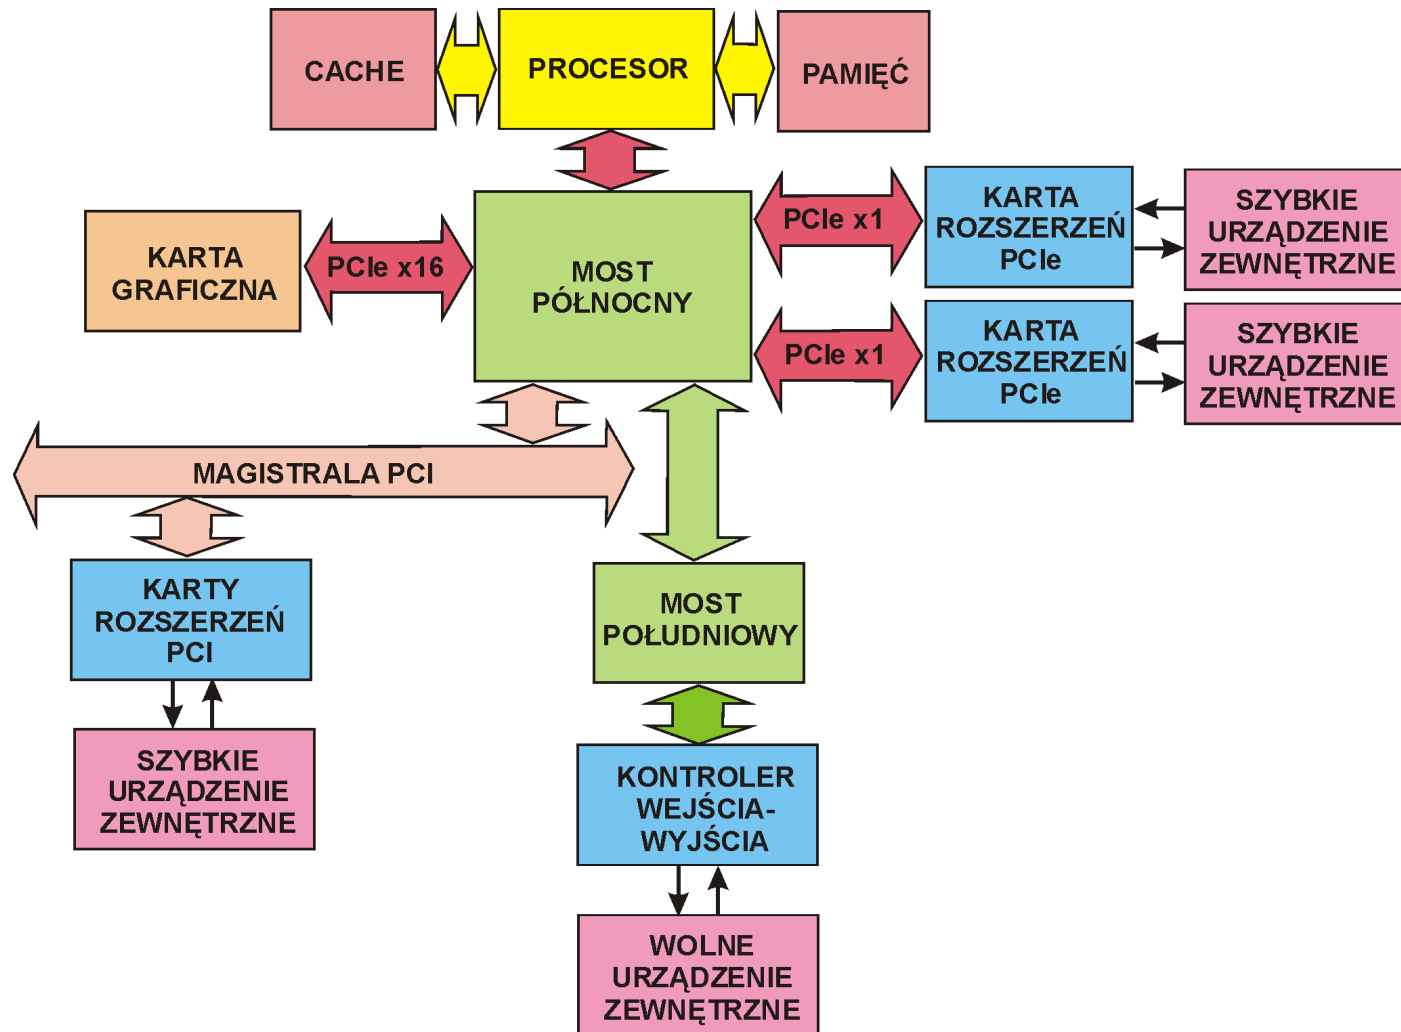 CACHE
PROCESOR
PAMIĘĆ
KARTA
GRAFICZNA
PCIe x16
MOST
PÓŁNOCNY
PCIe x1
KARTA
ROZSZERZEŃ
PCIe
SZYBKIE
URZĄDZENIE
ZEWNĘTRZNE
PCIe x1
KARTA
ROZSZERZEŃ
PCIe
SZYBKIE
URZĄDZENIE
ZEWNĘTRZNE
MAGISTRALA PCI
KARTY
ROZSZERZEŃ
PCI
MOST
POŁUDNIOWY
SZYBKIE
URZĄDZENIE
ZEWNĘTRZNE
KONTROLER
WEJŚCIA-
WYJŚCIA
WOLNE
URZĄDZENIE
ZEWNĘTRZNE